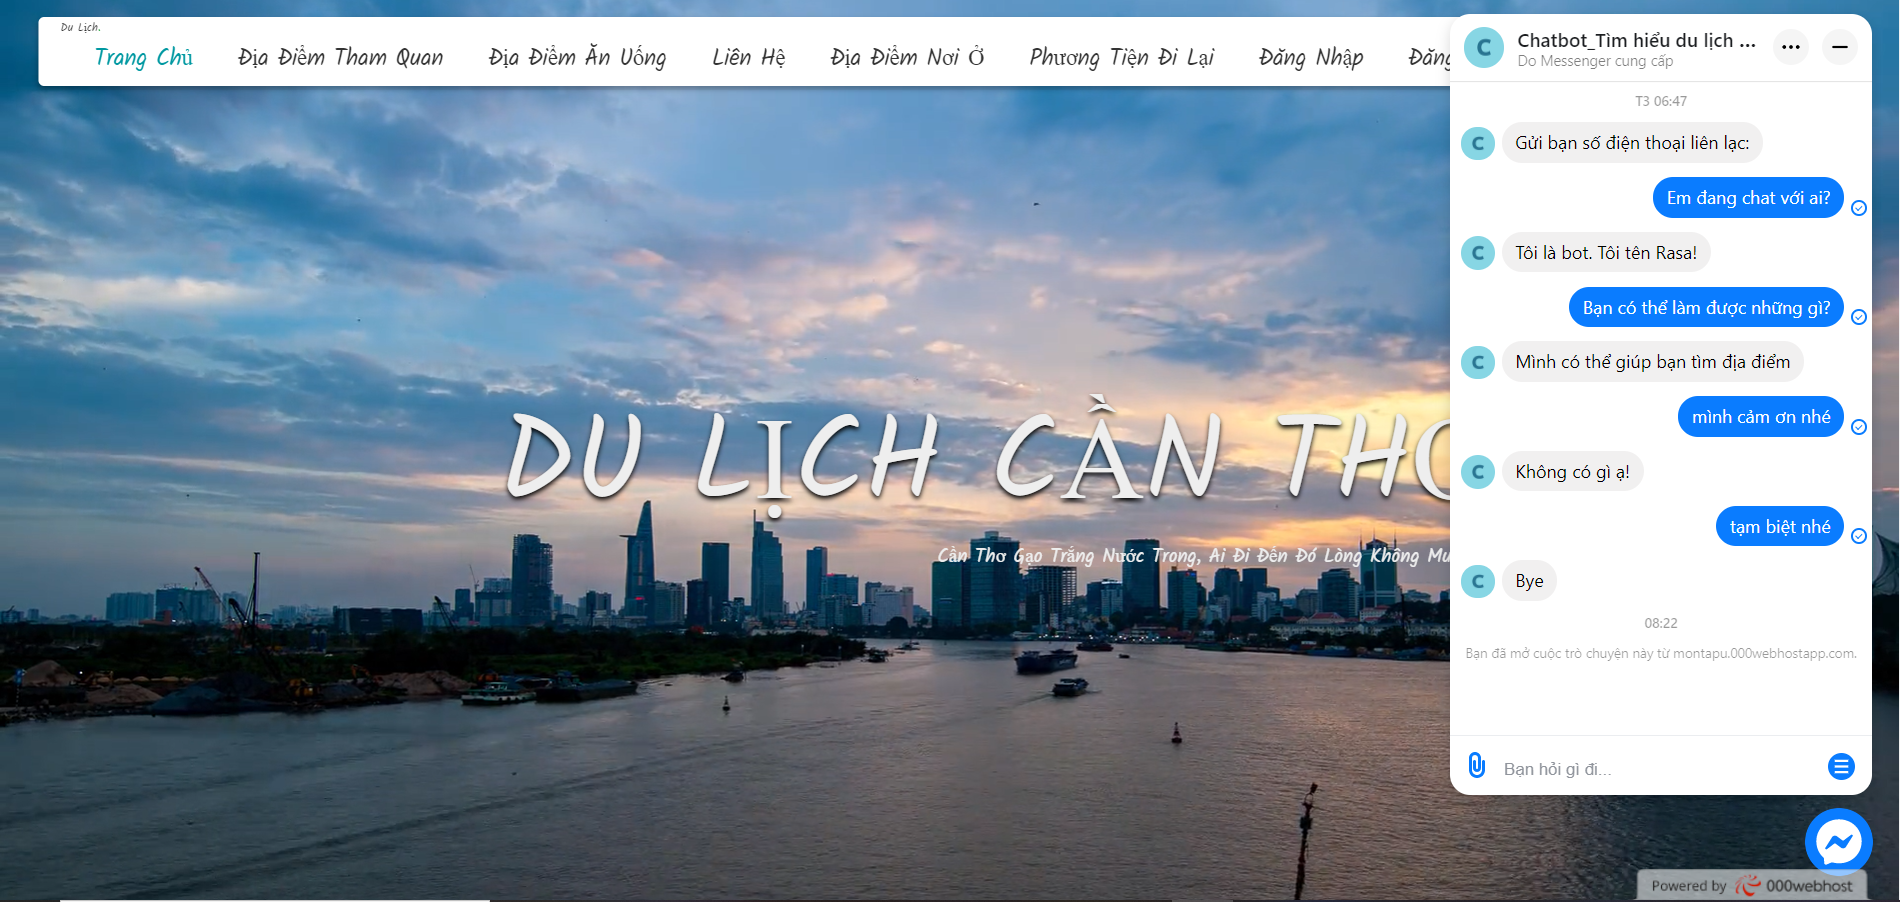 Du Lịch.
Trang Chủ Địa Điểm Tham Quan Địa Điểm Ăn Uống Liên Hệ Địa Điểm Nơi Ở Phương Tiện Đi Lại Đăng Nhập Đăng
DU LỊCH CẦN THƠ
Cần Thơ Gạo Trắng Nước Trong, Ai Đi Đến Đó Lòng Không
C
Chatbot_Tìm hiểu du lịch ...
Do Messenger cung cấp
T3 06:47
C
Gửi bạn số điện thoại liên lạc:
Em đang chat với ai?
C
Tôi là bot. Tôi tên Rasa!
Bạn có thể làm được những gì?
C
Mình có thể giúp bạn tìm địa điểm
mình cảm ơn nhé
C
Không có gì ạ!
tạm biệt nhé
C
Bye
08:22
Bạn đã mở cuộc trò chuyện này từ montapu.000webhostapp.com.
Bạn hỏi gì đi...
Powered by 000webhost